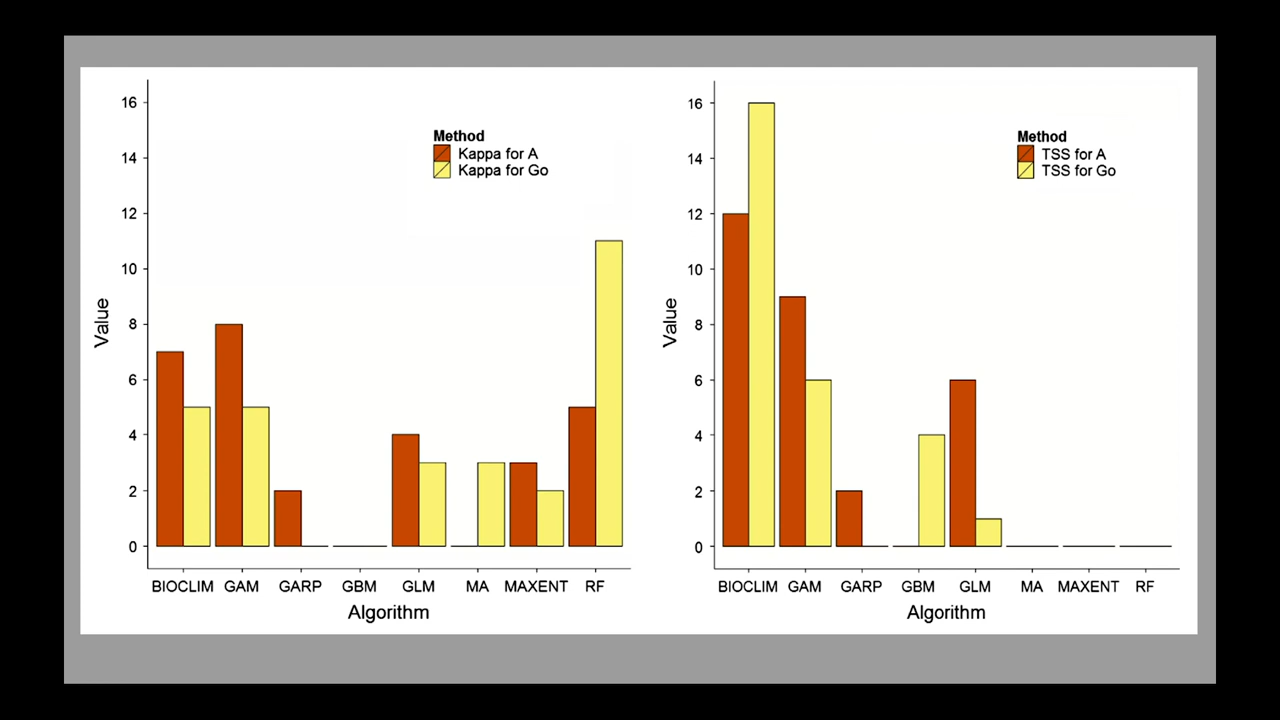 16
14
12
10
8
6
4
2
0
Value
Method
Kappa for A
Kappa for Go
BIOCLIM GAM GARP GBM GLM MA MAXENT RF
Algorithm
16
14
12
10
8
6
4
2
0
Value
Method
TSS for A
TSS for Go
BIOCLIM GAM GARP GBM GLM MA MAXENT RF
Algorithm